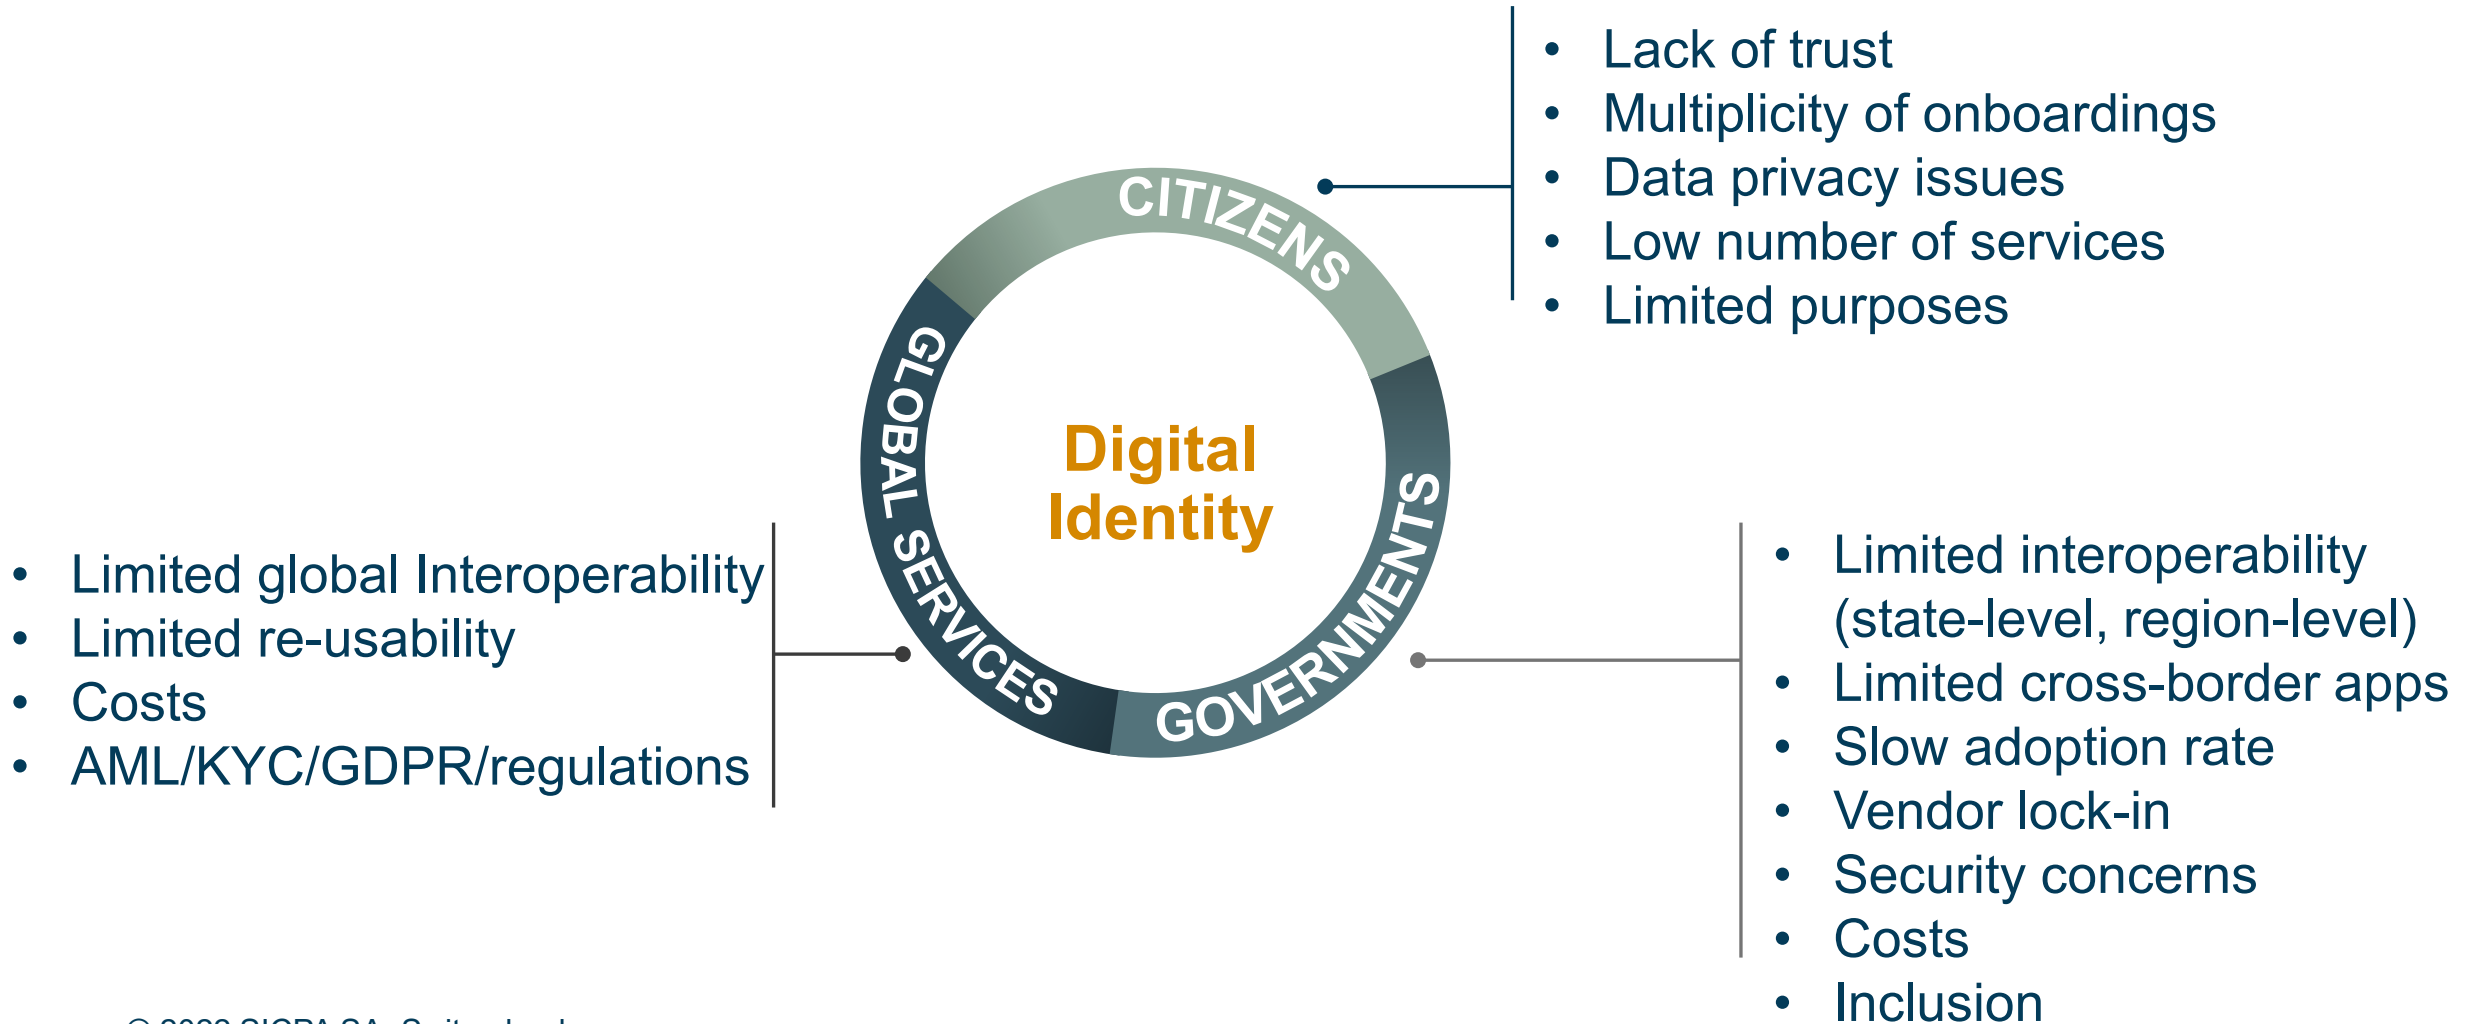 • Lack of trust
• Multiplicity of onboardings
• Data privacy issues
• Low number of services
• Limited purposes
CITIZENS
GLOBAL SERVICES
GOVERNMENTS
Digital
Identity
• Limited global Interoperability
• Limited re-usability
• Costs
• AML/KYC/GDPR/regulations
• Limited interoperability
(state-level, region-level)
• Limited cross-border apps
• Slow adoption rate
• Vendor lock-in
• Security concerns
• Costs
• Inclusion